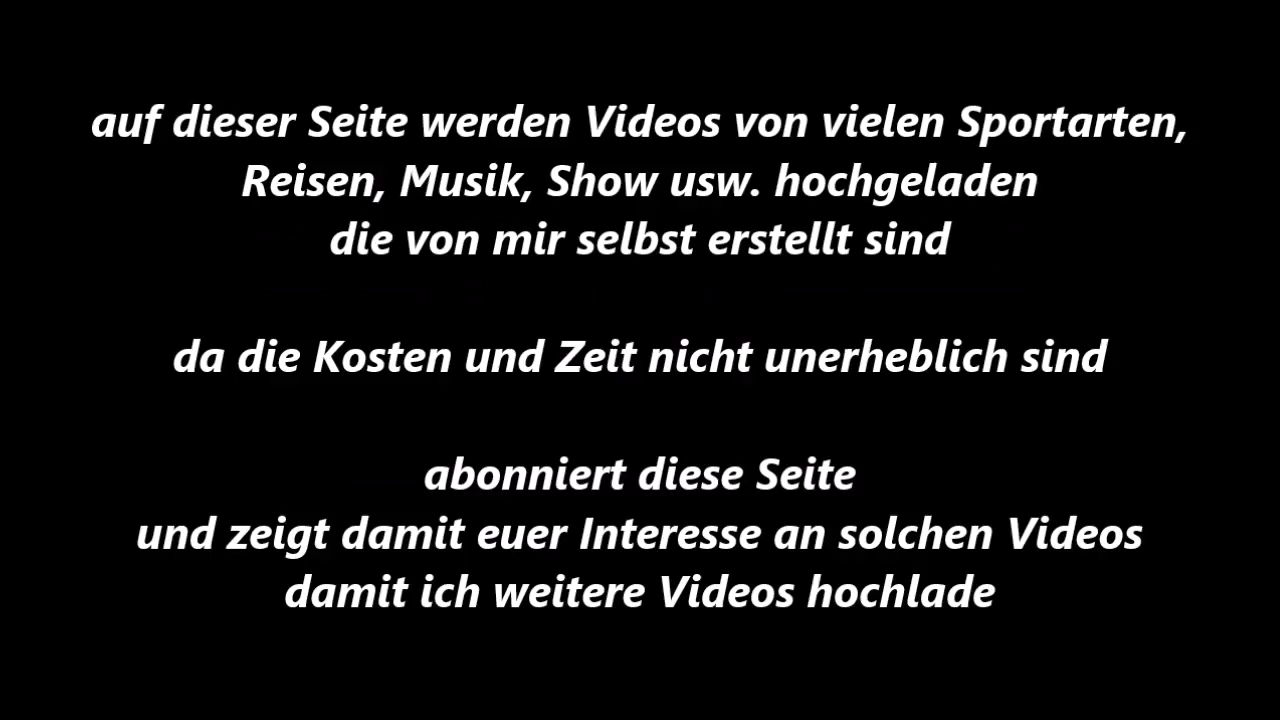 auf dieser Seite werden Videos von vielen Sportarten,
Reisen, Musik, Show usw. hochgeladen
die von mir selbst erstellt sind
da die Kosten und Zeit nicht unerheblich sind
abonniert diese Seite
und zeigt damit euer Interesse an solchen Videos
damit ich weitere Videos hochlade